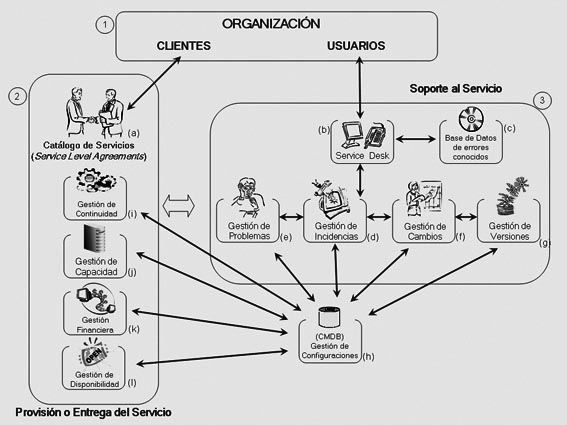 1
ORGANIZACIÓN
CLIENTES
USUARIOS
2
(a)
Catálogo de Servicios
(Service Level Agreements)
Gestión de
Continuidad
(i)
Gestión de
Capacidad
(j)
Gestión
Financiera
(k)
OPEN
Gestión de
Disponibilidad
(l)
Provisión o Entrega del Servicio
Soporte al Servicio
3
(b)
Service Desk
(c)
Base de Datos
de errores
conocidos
Gestión de
Problemas
(e)
Gestión de
Incidencias
(d)
Gestión de
Cambios
(f)
Gestión de
Versiones
(g)
(CMDB)
Gestión de
Configuraciones
(h)